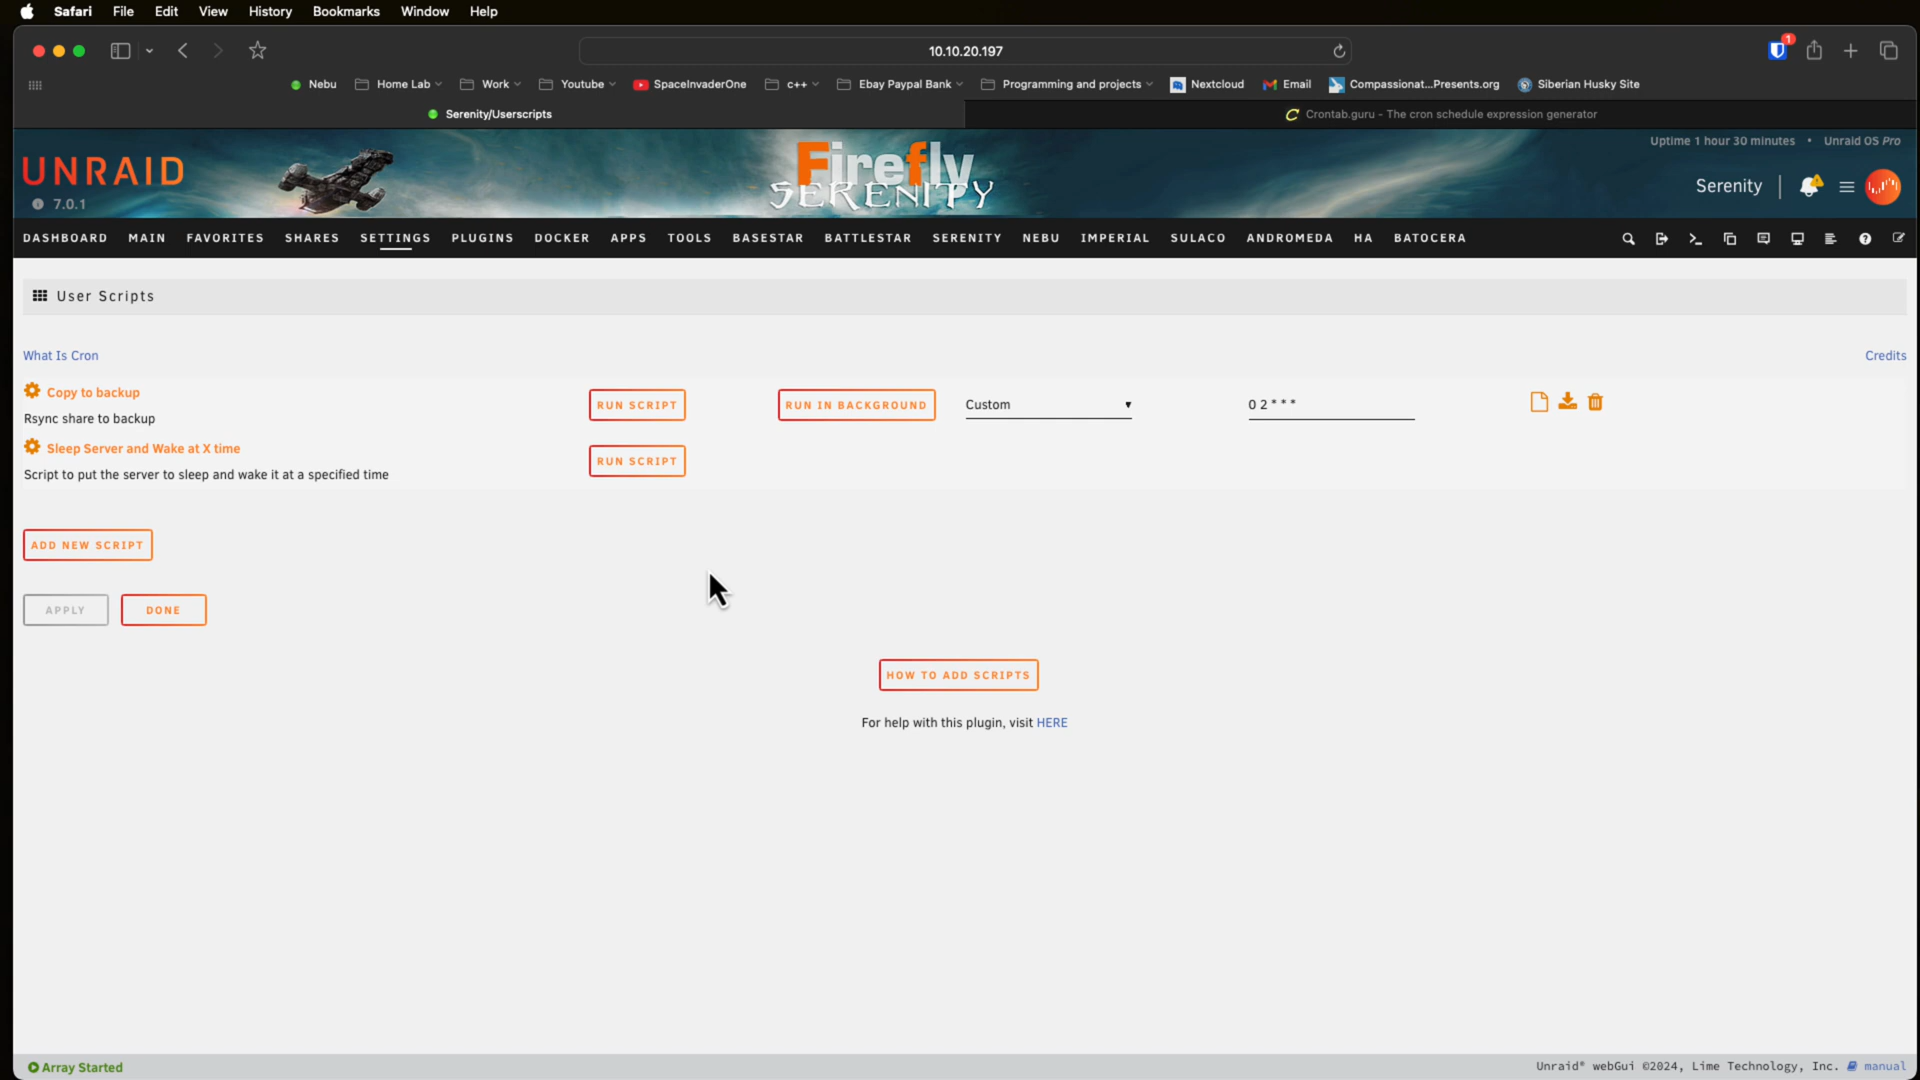 Safari File Edit View History Bookmarks Window Help
10.10.20.197
1
Nebu Home Lab Work Youtube SpaceInvaderOne c++ Ebay Paypal Bank Programming and projects Nextcloud Email Compassionat...Presents.org Siberian Husky Site
Serenity/Userscripts Crontab.guru - The cron schedule expression generator
Uptime 1 hour 30 minutes • Unraid OS Pro
UNRAID
7.0.1
Firefly
SERENITY
Serenity
DASHBOARD MAIN FAVORITES SHARES SETTINGS PLUGINS DOCKER APPS TOOLS BASESTAR BATTLESTAR SERENITY NEBU IMPERIAL SULACO ANDROMEDA HA BATOCERA
User Scripts
What Is Cron Credits
Copy to backup RUN SCRIPT RUN IN BACKGROUND Custom 0 2 * * *
Rsync share to backup
Sleep Server and Wake at X time RUN SCRIPT
Script to put the server to sleep and wake it at a specified time
ADD NEW SCRIPT
APPLY DONE
HOW TO ADD SCRIPTS
For help with this plugin, visit HERE
Array Started Unraid® webGui ©2024, Lime Technology, Inc. manual